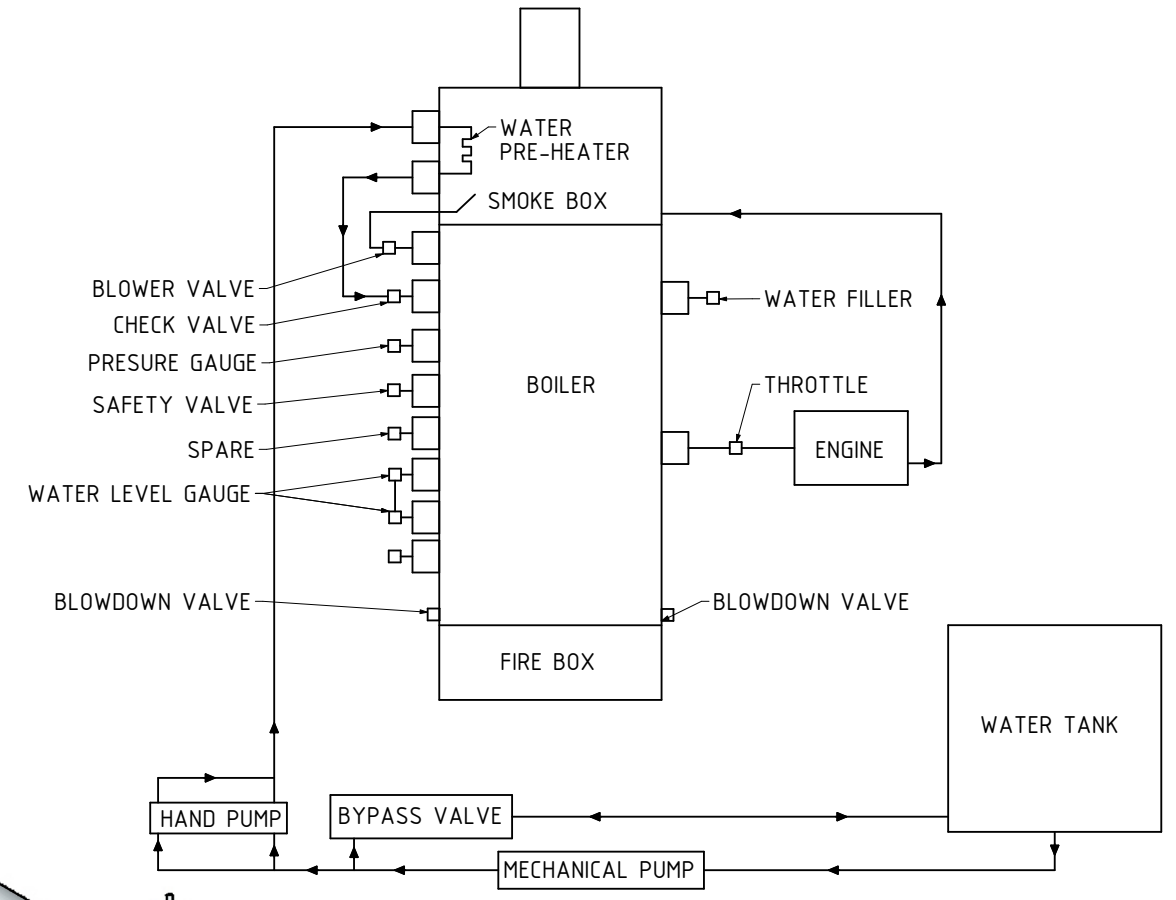 WATER
PRE-HEATER
SMOKE BOX
BLOWER VALVE
CHECK VALVE
WATER FILLER
PRESURE GAUGE
BOILER
THROTTLE
SAFETY VALVE
SPARE
ENGINE
WATER LEVEL GAUGE
BLOWDOWN VALVE
BLOWDOWN VALVE
FIRE BOX
WATER TANK
HAND PUMP
BYPASS VALVE
MECHANICAL PUMP